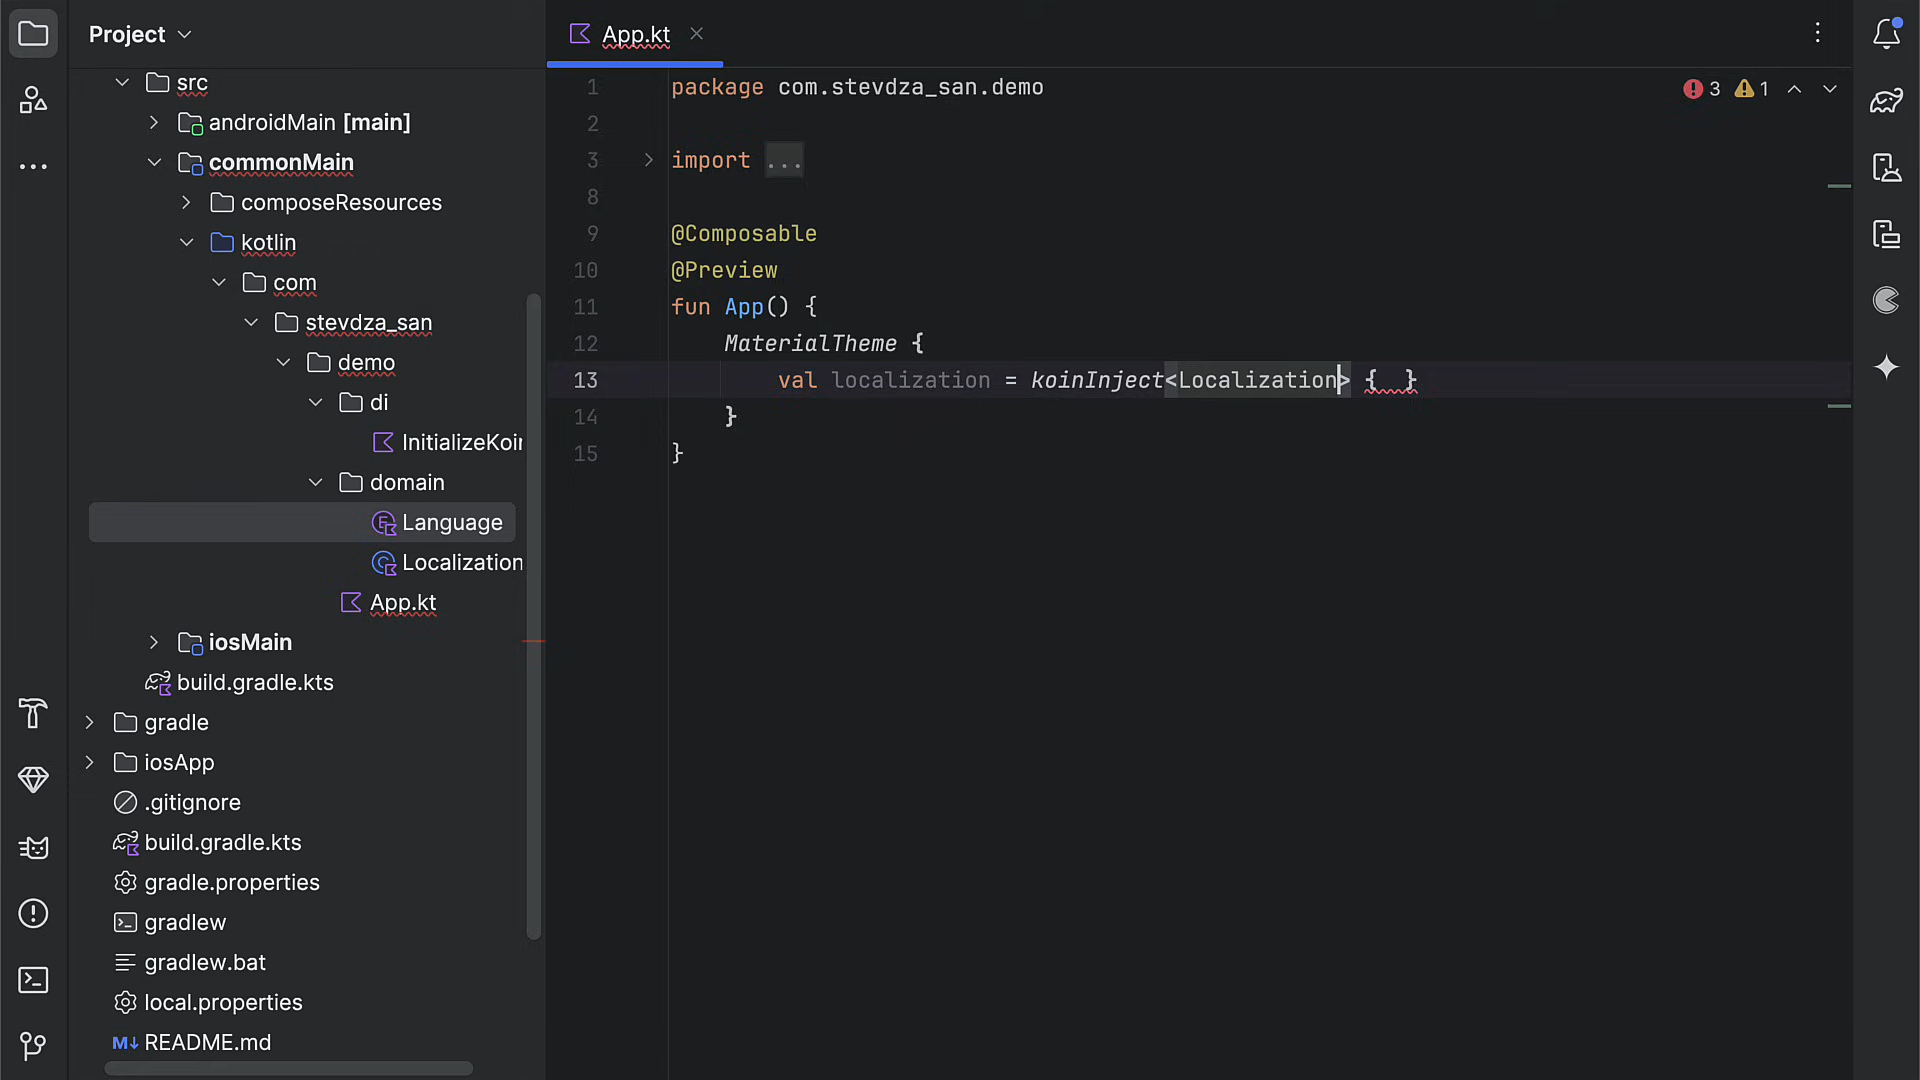 Project
src
androidMain [main]
commonMain
composeResources
kotlin
com
stevdza_san
demo
di
InitializeKoin
domain
Language
Localization
App.kt
iosMain
build.gradle.kts
gradle
iosApp
.gitignore
build.gradle.kts
gradle.properties
gradlew
gradlew.bat
local.properties
M↓ README.md
App.kt
3 1
1 package com.stevdza_san.demo
2
3 import ...
8
9 @Composable
10 @Preview
11 fun App() {
12 MaterialTheme {
13 val localization = koinInject<Localization> {  }
14 }
15 }